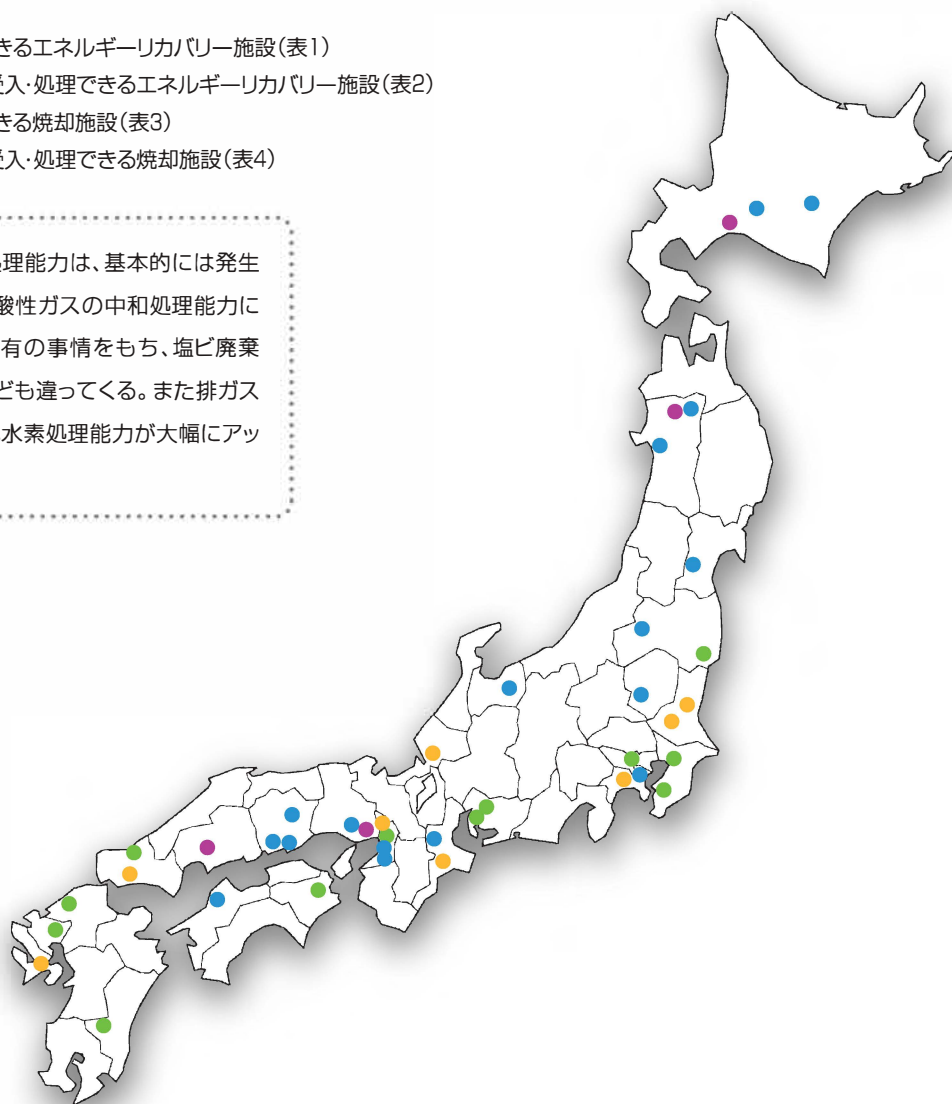 きるエネルギーリカバリー施設(表1)
受入・処理できるエネルギーリカバリー施設(表2)
きる焼却施設(表3)
受入・処理できる焼却施設(表4)
処理能力は、基本的には発生
酸性ガスの中和処理能力に
有の事情をもち、塩ビ廃棄
ども違ってくる。また排ガス
水素処理能力が大幅にアッ